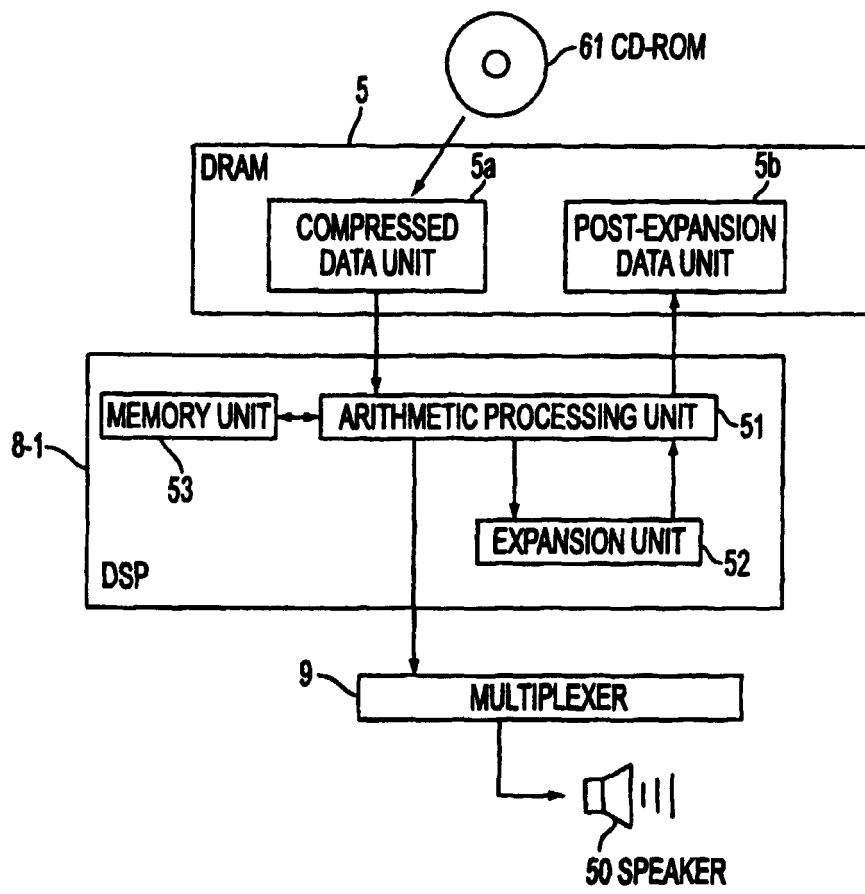 61 CD-ROM
5
DRAM
5a
5b
COMPRESSED
DATA UNIT
POST-EXPANSION
DATA UNIT
MEMORY UNIT
ARITHMETIC PROCESSING UNIT
51
8-1
53
EXPANSION UNIT
52
DSP
9
MULTIPLEXER
50 SPEAKER